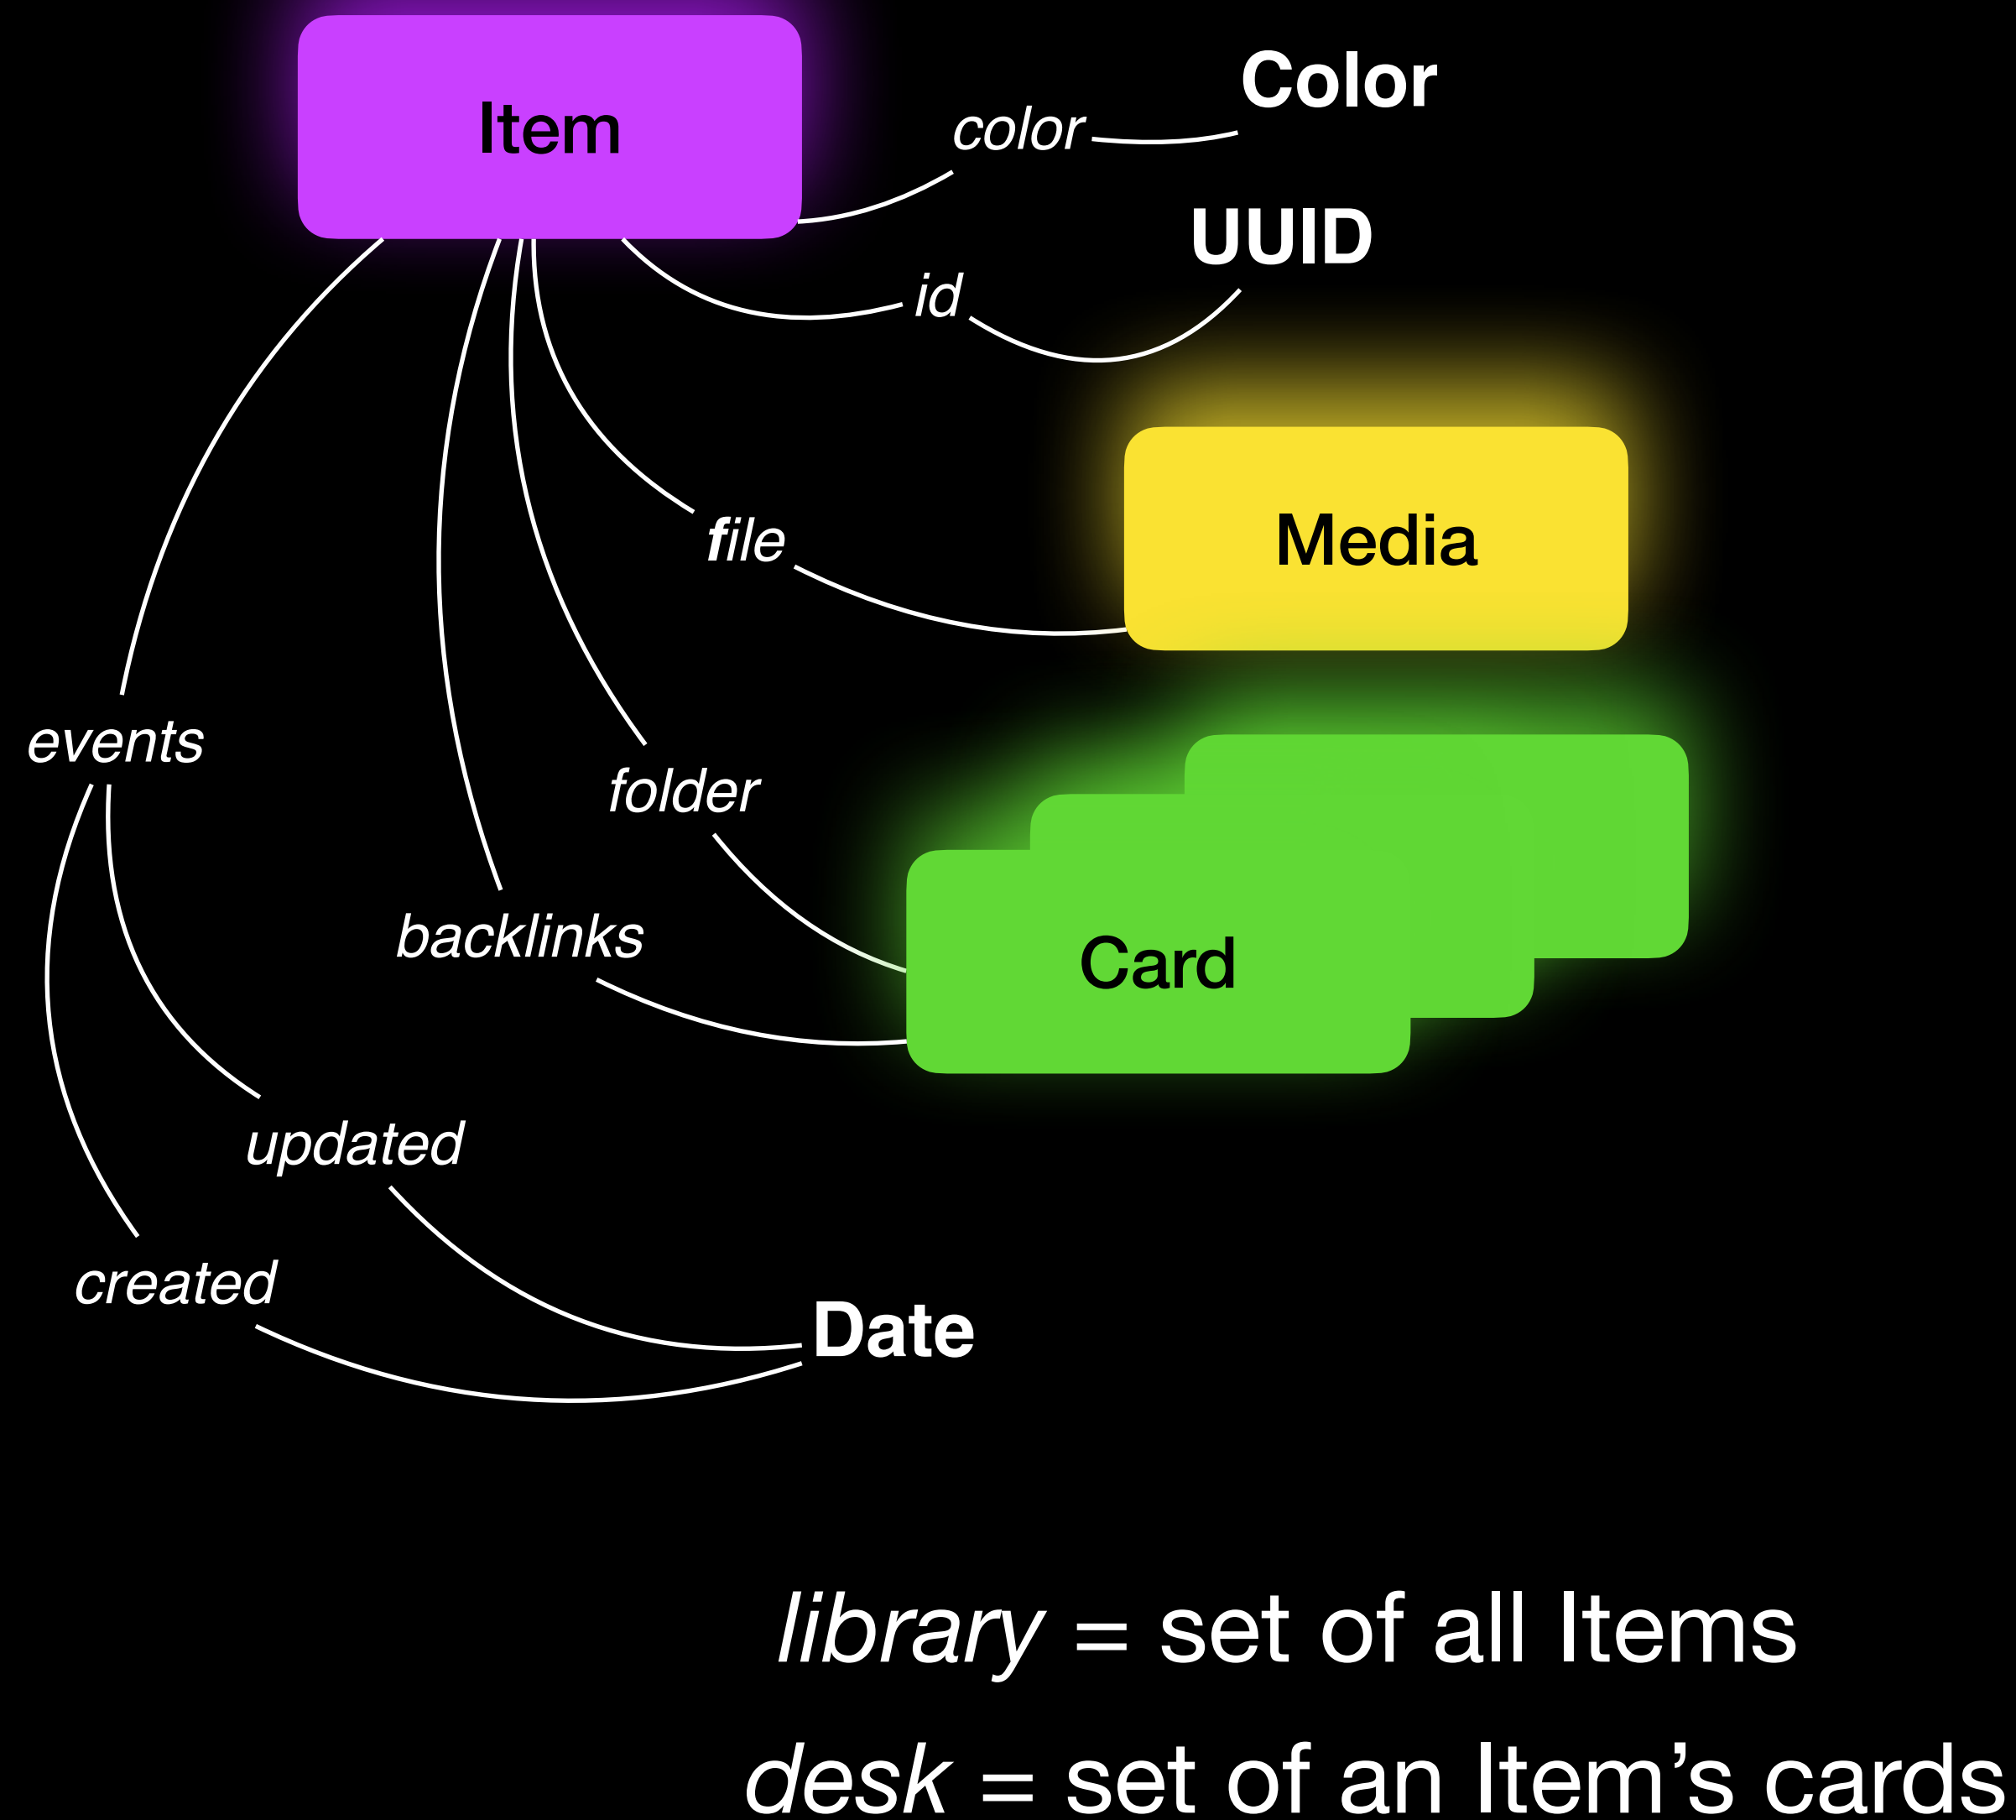 Item
color
Color
id
UUID
file
Media
events
folder
backlinks
Card
updated
created
Date
library = set of all Items
desk = set of an Item’s cards